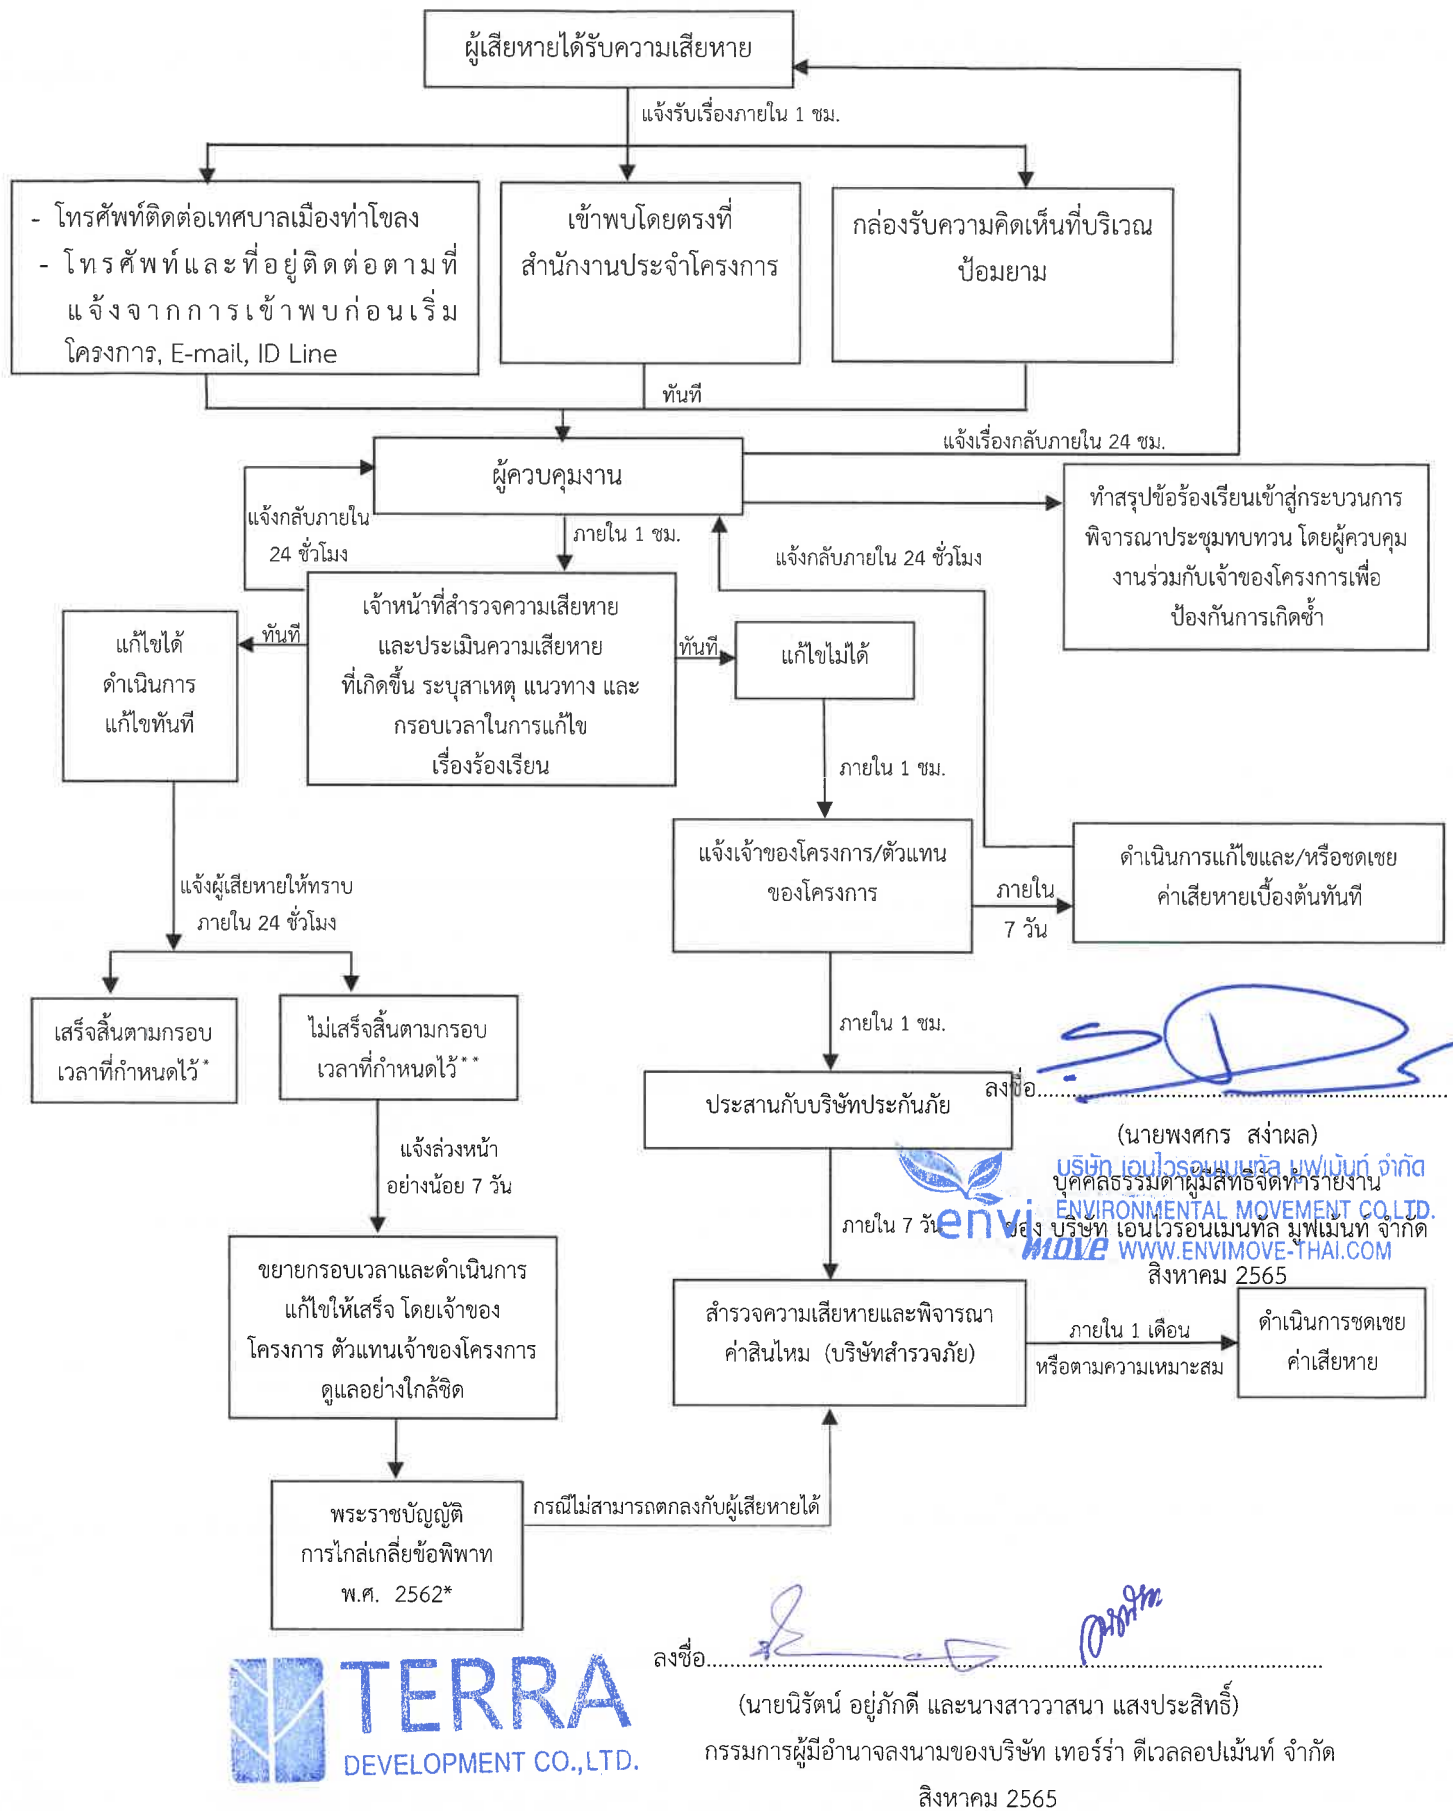 ผู้เสียหายได้รับความเสียหาย
แจ้งรับเรื่องภายใน 1 ชม.
- โทรศัพท์ติดต่อเทศบาลเมืองท่าโขลง
- โทรศัพท์และที่อยู่ติดต่อตามที่
แจ้งจากการเข้าพบก่อนเริ่ม
โครงการ, E-mail, ID Line
เข้าพบโดยตรงที่
สำนักงานประจำโครงการ
กล่องรับความคิดเห็นที่บริเวณ
ป้อมยาม
ทันที
แจ้งเรื่องกลับภายใน 24 ชม.
ผู้ควบคุมงาน
แจ้งกลับภายใน
24 ชั่วโมง
ภายใน 1 ชม.
แจ้งกลับภายใน 24 ชั่วโมง
ทำสรุปข้อร้องเรียนเข้าสู่กระบวนการ
พิจารณาประชุมทบทวน โดยผู้ควบคุม
งานร่วมกับเจ้าของโครงการเพื่อ
ป้องกันการเกิดซ้ำ
แก้ไขได้
ดำเนินการ
แก้ไขทันที
ทันที
เจ้าหน้าที่สำรวจความเสียหาย
และประเมินความเสียหาย
ที่เกิดขึ้น ระบุสาเหตุ แนวทาง และ
กรอบเวลาในการแก้ไข
เรื่องร้องเรียน
ทันที
แก้ไขไม่ได้
ภายใน 1 ชม.
แจ้งเจ้าของโครงการ/ตัวแทน
ของโครงการ
ภายใน
7 วัน
ดำเนินการแก้ไขและ/หรือชดเชย
ค่าเสียหายเบื้องต้นทันที
แจ้งผู้เสียหายให้ทราบ
ภายใน 24 ชั่วโมง
เสร็จสิ้นตามกรอบ
เวลาที่กำหนดไว้*
ไม่เสร็จสิ้นตามกรอบ
เวลาที่กำหนดไว้**
ภายใน 1 ชม.
ประสานกับบริษัทประกันภัย
ลงชื่อ
(นายพงศกร สง่าผล)
บริษัท เอนไวรอนเมนทัล มูฟเม้นท์ จำกัด
บุคคลธรรมดาผู้มีสิทธิจัดทำรายงาน
ENVIRONMENTAL MOVEMENT CO.,LTD.
ของ บริษัท เอนไวรอนเมนทัล มูฟเม้นท์ จำกัด
envi move WWW.ENVIMOVE-THAI.COM
สิงหาคม 2565
แจ้งล่วงหน้า
อย่างน้อย 7 วัน
ภายใน 7 วัน
ขยายกรอบเวลาและดำเนินการ
แก้ไขให้เสร็จ โดยเจ้าของ
โครงการ ตัวแทนเจ้าของโครงการ
ดูแลอย่างใกล้ชิด
สำรวจความเสียหายและพิจารณา
ค่าสินไหม (บริษัทสำรวจภัย)
ภายใน 1 เดือน
หรือตามความเหมาะสม
ดำเนินการชดเชย
ค่าเสียหาย
พระราชบัญญัติ
การไกล่เกลี่ยข้อพิพาท
พ.ศ. 2562*
กรณีไม่สามารถตกลงกับผู้เสียหายได้
TERRA
DEVELOPMENT CO.,LTD.
ลงชื่อ
(นายนิรัตน์ อยู่ภักดี และนางสาววาสนา แสงประสิทธิ์)
กรรมการผู้มีอำนาจลงนามของบริษัท เทอร์ร่า ดีเวลลอปเม้นท์ จำกัด
สิงหาคม 2565